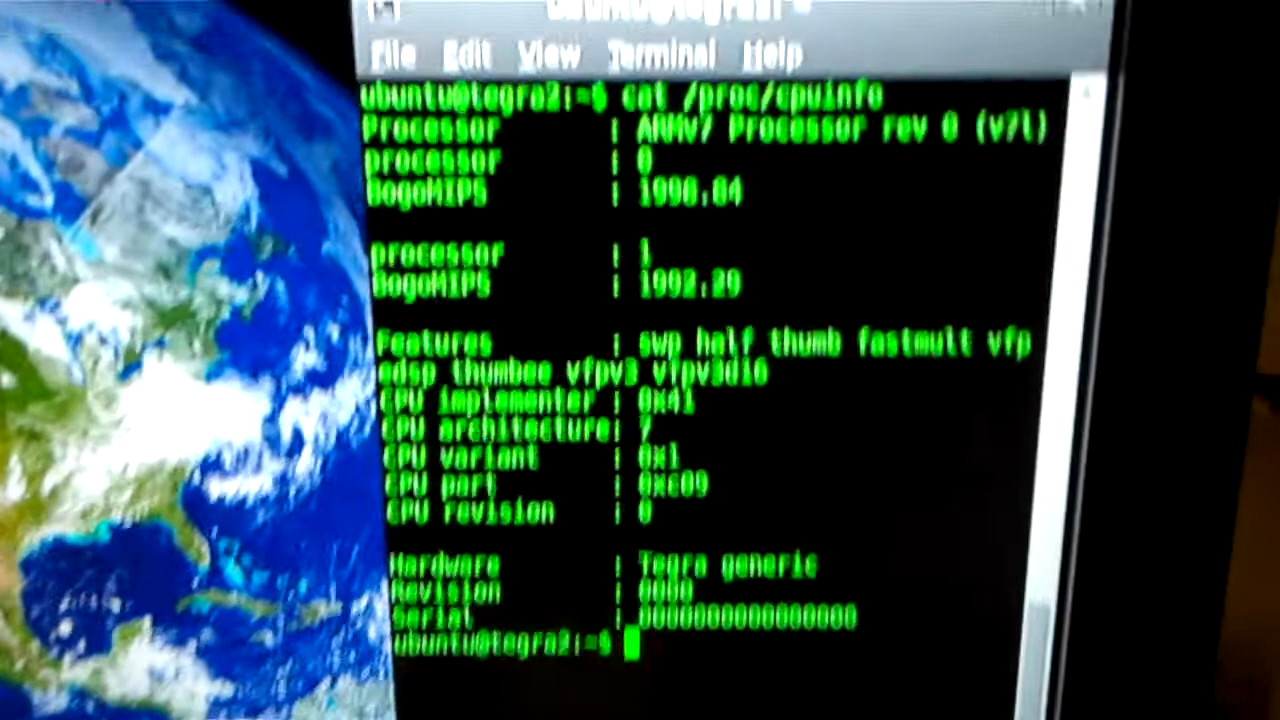 ubuntu@tegra2:~
File Edit View Terminal Help
ubuntu@tegra2:~$ cat /proc/cpuinfo
Processor : ARMv7 Processor rev 0 (v7l)
processor : 0
BogoMIPS : 1990.84
processor : 1
BogoMIPS : 1992.29
Features : swp half thumb fastmult vfp
edsp thumbee vfpv3 vfpv3d16
CPU implementer : 0x41
CPU architecture: 7
CPU variant : 0x1
CPU part : 0xc09
CPU revision : 0
Hardware : Tegra generic
Revision : 0000
Serial : 0000000000000000
ubuntu@tegra2:~$